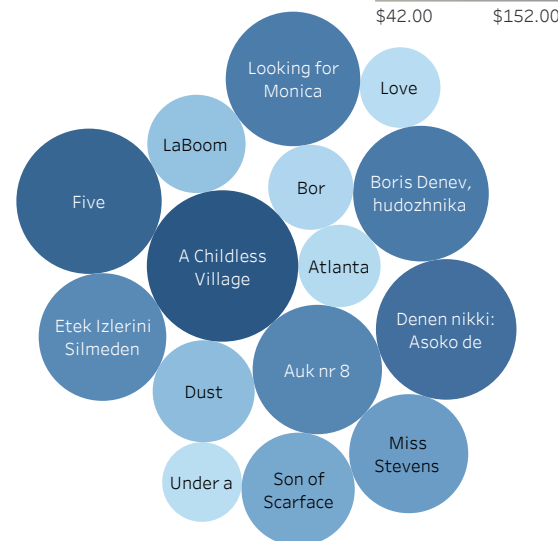 $42.00 $152.00
Looking for
Monica
Love
LaBoom
Five
Bor
Boris Denev,
hudozhnika
A Childless
Village
Atlanta
Etek Izlerini
Silmeden
Denen nikki:
Asoko de
Auk nr 8
Dust
Miss
Stevens
Under a
Son of
Scarface